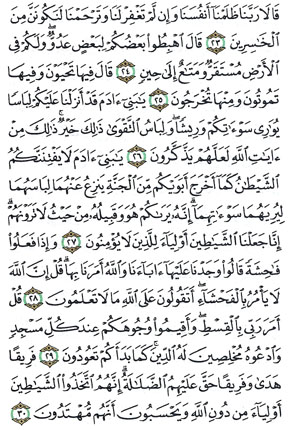 قَالَا رَبَّنَا ظَلَمْنَا أَنفُسَنَا وَإِن لَّمْ تَغْفِرْ لَنَا وَتَرْحَمْنَا لَنَكُونَنَّ مِنَ
الْخَاسِرِينَ ٢٣ قَالَ اهْبِطُوا بَعْضُكُمْ لِبَعْضٍ عَدُوٌّ وَلَكُمْ فِي
الْأَرْضِ مُسْتَقَرٌّ وَمَتَاعٌ إِلَى حِينٍ ٢٤ قَالَ فِيهَا تَحْيَوْنَ وَفِيهَا
تَمُوتُونَ وَمِنْهَا تُخْرَجُونَ ٢٥ يَا بَنِي آدَمَ قَدْ أَنزَلْنَا عَلَيْكُمْ لِبَاسًا
يُوَارِي سَوْءَاتِكُمْ وَرِيشًا وَلِبَاسُ التَّقْوَى ذَلِكَ خَيْرٌ ذَلِكَ مِنْ
آيَاتِ اللَّهِ لَعَلَّهُمْ يَذَّكَّرُونَ ٢٦ يَا بَنِي آدَمَ لَا يَفْتِنَنَّكُمُ
الشَّيْطَانُ كَمَا أَخْرَجَ أَبَوَيْكُم مِّنَ الْجَنَّةِ يَنزِعُ عَنْهُمَا لِبَاسَهُمَا
لِيُرِيَهُمَا سَوْءَاتِهِمَا إِنَّهُ يَرَاكُمْ هُوَ وَقَبِيلُهُ مِنْ حَيْثُ لَا تَرَوْنَهُمْ
إِنَّا جَعَلْنَا الشَّيَاطِينَ أَوْلِيَاءَ لِلَّذِينَ لَا يُؤْمِنُونَ ٢٧ وَإِذَا فَعَلُوا
فَاحِشَةً قَالُوا وَجَدْنَا عَلَيْهَا آبَاءَنَا وَاللَّهُ أَمَرَنَا بِهَا قُلْ إِنَّ اللَّهَ
لَا يَأْمُرُ بِالْفَحْشَاءِ أَتَقُولُونَ عَلَى اللَّهِ مَا لَا تَعْلَمُونَ ٢٨ قُلْ
أَمَرَ رَبِّي بِالْقِسْطِ وَأَقِيمُوا وُجُوهَكُمْ عِندَ كُلِّ مَسْجِدٍ
وَادْعُوهُ مُخْلِصِينَ لَهُ الدِّينَ كَمَا بَدَأَكُمْ تَعُودُونَ ٢٩ فَرِيقًا
هَدَى وَفَرِيقًا حَقَّ عَلَيْهِمُ الضَّلَالَةُ إِنَّهُمُ اتَّخَذُوا الشَّيَاطِينَ
أَوْلِيَاءَ مِن دُونِ اللَّهِ وَيَحْسَبُونَ أَنَّهُم مُّهْتَدُونَ ٣٠